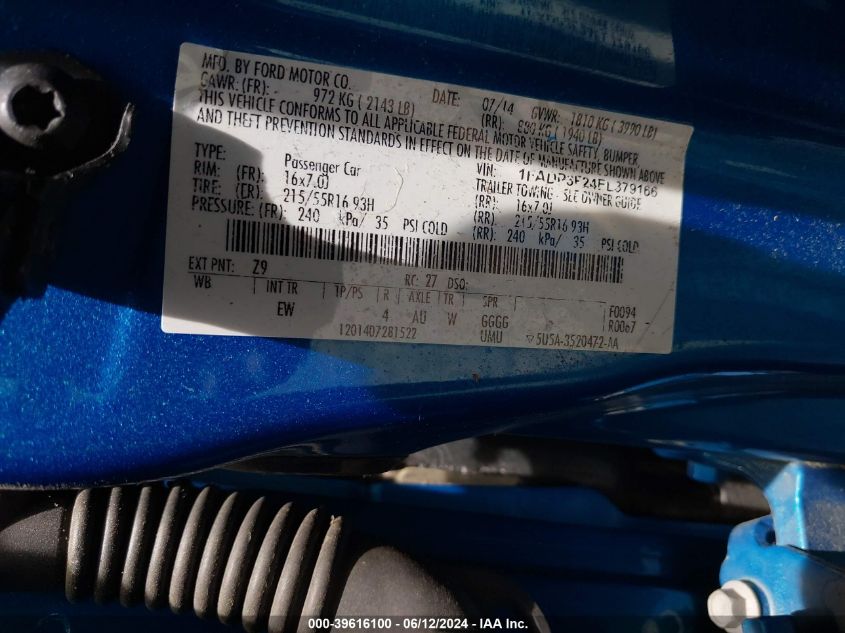 MFD. BY FORD MOTOR CO.
DATE: 07/14 GVWR: 1810 KG ( 3990 LB)
GAWR: (FR): 972 KG ( 2143 LB) (RR): 880 KG ( 1940 LB)
THIS VEHICLE CONFORMS TO ALL APPLICABLE FEDERAL MOTOR VEHICLE SAFETY, BUMPER,
AND THEFT PREVENTION STANDARDS IN EFFECT ON THE DATE OF MANUFACTURE SHOWN ABOVE
VIN: 1FADP3F24FL379166
TYPE: Passenger Car TRAILER TOWING - SEE OWNER GUIDE
RIM: (FR): 16x7.0J (RR): 16x7.0J
TIRE: (FR): 215/55R16 93H (RR): 215/55R16 93H
PRESSURE: (FR): 240 kPa/ 35 PSI COLD (RR): 240 kPa/ 35 PSI COLD
EXT PNT: Z9 RC: 27 DSO:
WB INT TR TP/PS R AXLE TR SPR F0094
EW 4 AU W GGGG R0067
1201407281522 UMU ▽5U5A-3520472-AA
000-39616100 - 06/12/2024 - IAA Inc.